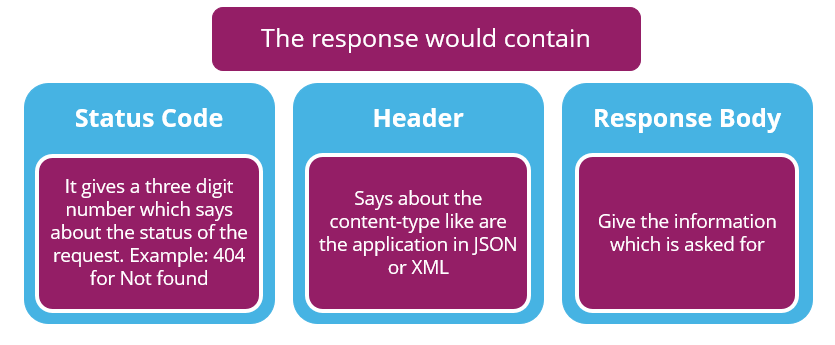 The response would contain
Status Code
It gives a three digit
number which says
about the status of the
request. Example: 404
for Not found
Header
Says about the
content-type like are
the application in JSON
or XML
Response Body
Give the information
which is asked for